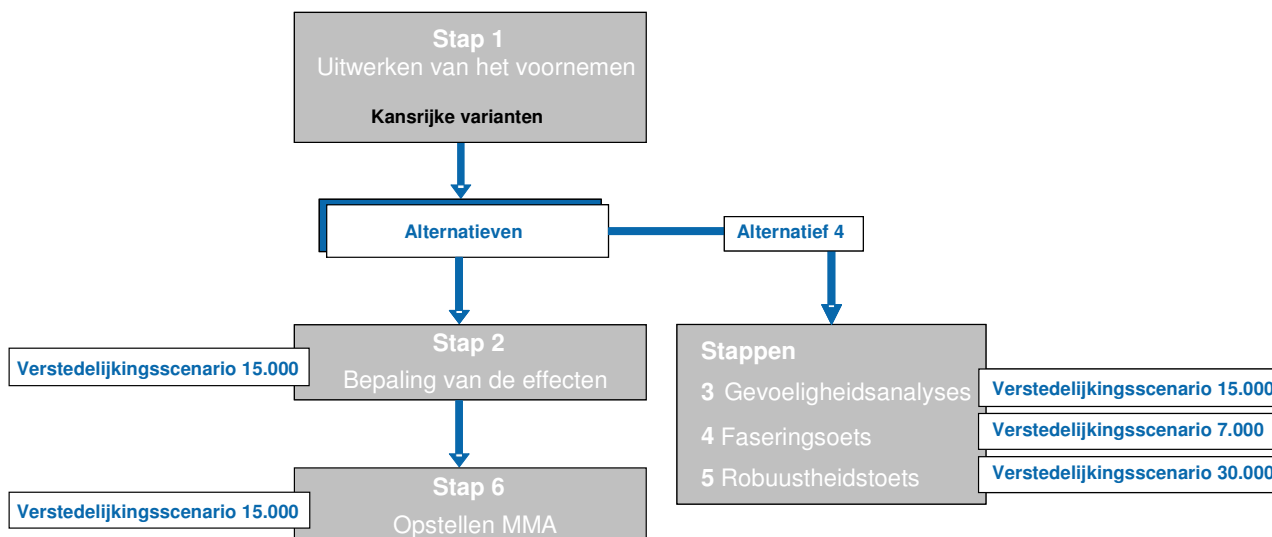 Stap 1
Uitwerken van het voornemen
Kansrijke varianten
Alternatieven
Alternatief 4
Stap 2
Bepaling van de effecten
Verstedelijkingsscenario 15.000
Stappen
3 Gevoeligheidsanalyses
Verstedelijkingsscenario 15.000
4 Faseringsoets
Verstedelijkingsscenario 7.000
5 Robuustheidstoets
Verstedelijkingsscenario 30.000
Stap 6
Opstellen MMA
Verstedelijkingsscenario 15.000